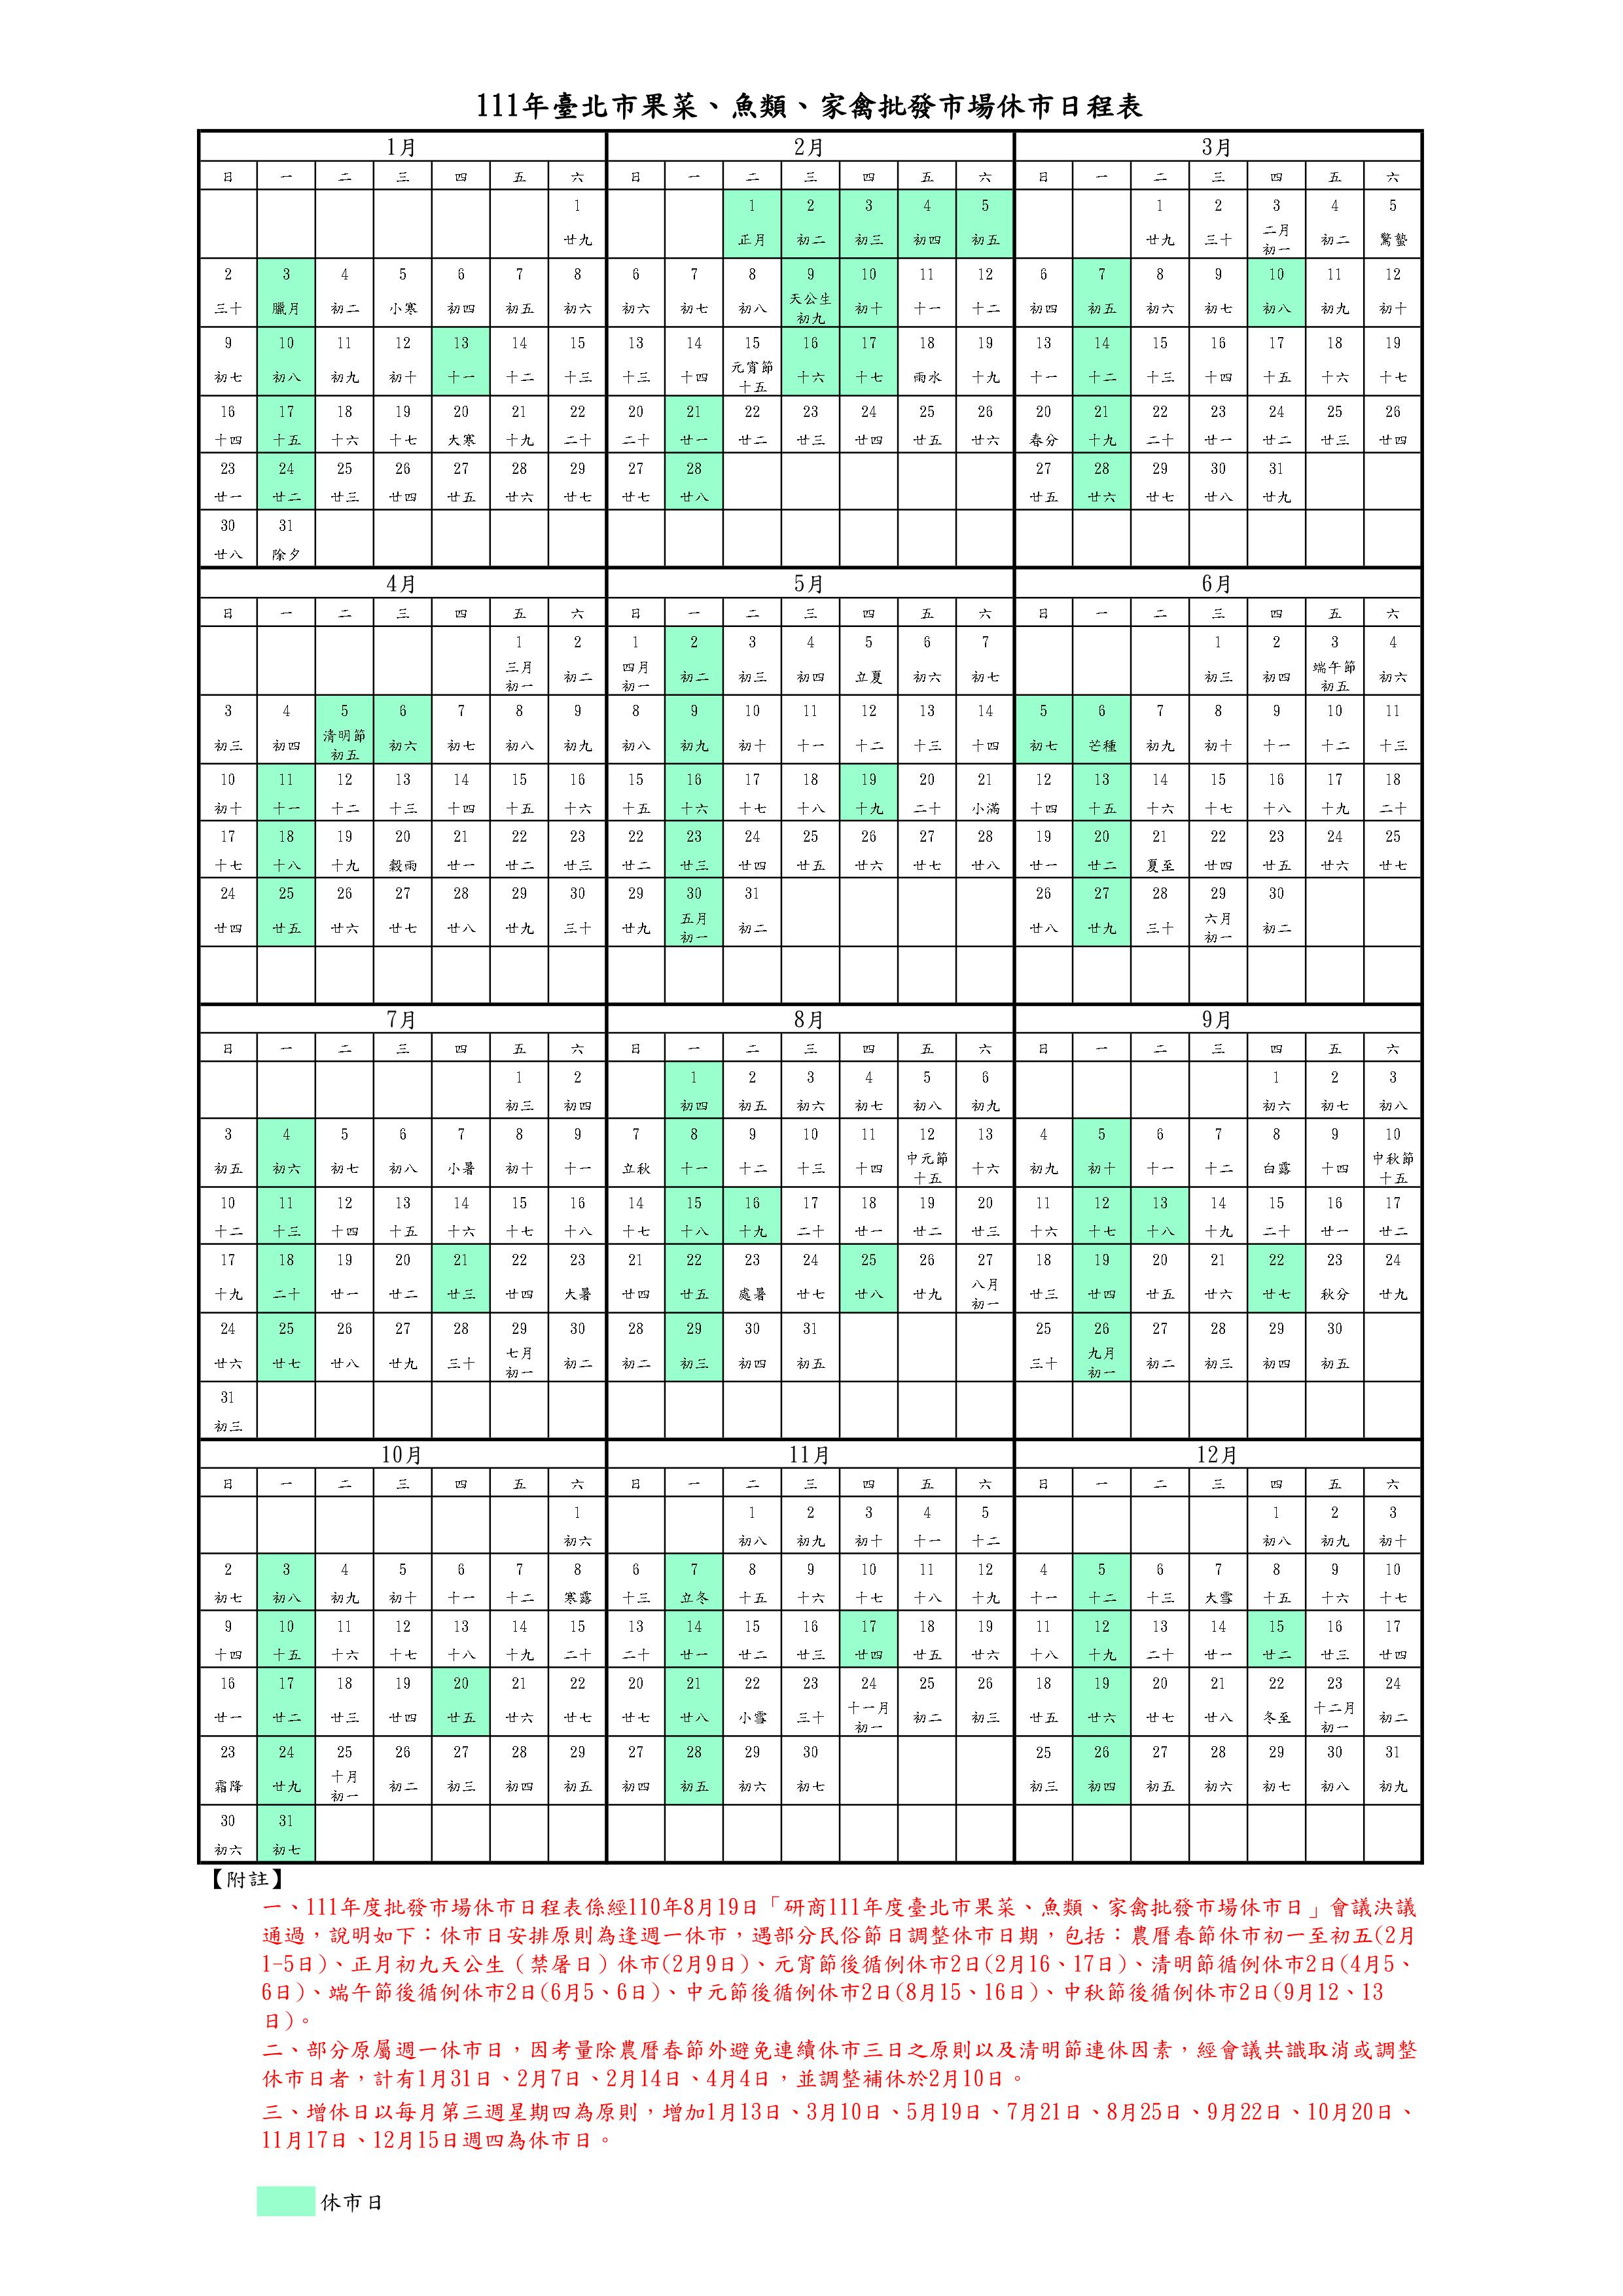 111年臺北市果菜、魚類、家禽批發市場休市日程表
1月 2月 3月
日 一 二 三 四 五 六 日 一 二 三 四 五 六 日 一 二 三 四 五 六
1 1 2 3 4 5 1 2 3 4 5
廿九 正月 初二 初三 初四 初五 廿九 三十 二月初一 初二 驚蟄
2 3 4 5 6 7 8 6 7 8 9 10 11 12 6 7 8 9 10 11 12
三十 臘月 初二 小寒 初四 初五 初六 初六 初七 初八 天公生初九 初十 十一 十二 初四 初五 初六 初七 初八 初九 初十
9 10 11 12 13 14 15 13 14 15 16 17 18 19 13 14 15 16 17 18 19
初七 初八 初九 初十 十一 十二 十三 十三 十四 元宵節十五 十六 十七 雨水 十九 十一 十二 十三 十四 十五 十六 十七
16 17 18 19 20 21 22 20 21 22 23 24 25 26 20 21 22 23 24 25 26
十四 十五 十六 十七 大寒 十九 二十 二十 廿一 廿二 廿三 廿四 廿五 廿六 春分 十九 二十 廿一 廿二 廿三 廿四
23 24 25 26 27 28 29 27 28 27 28 29 30 31
廿一 廿二 廿三 廿四 廿五 廿六 廿七 廿七 廿八 廿五 廿六 廿七 廿八 廿九
30 31
廿八 除夕
4月 5月 6月
日 一 二 三 四 五 六 日 一 二 三 四 五 六 日 一 二 三 四 五 六
1 2 1 2 3 4 5 6 7 1 2 3 4
三月初一 初二 四月初一 初二 初三 初四 立夏 初六 初七 初三 初四 端午節初五 初六
3 4 5 6 7 8 9 8 9 10 11 12 13 14 5 6 7 8 9 10 11
初三 初四 清明節初五 初六 初七 初八 初九 初八 初九 初十 十一 十二 十三 十四 初七 芒種 初九 初十 十一 十二 十三
10 11 12 13 14 15 16 15 16 17 18 19 20 21 12 13 14 15 16 17 18
初十 十一 十二 十三 十四 十五 十六 十五 十六 十七 十八 十九 二十 小滿 十四 十五 十六 十七 十八 十九 二十
17 18 19 20 21 22 23 22 23 24 25 26 27 28 19 20 21 22 23 24 25
十七 十八 十九 穀雨 廿一 廿二 廿三 廿二 廿三 廿四 廿五 廿六 廿七 廿八 廿一 廿二 夏至 廿四 廿五 廿六 廿七
24 25 26 27 28 29 30 29 30 31 26 27 28 29 30
廿四 廿五 廿六 廿七 廿八 廿九 三十 廿九 五月初一 初二 廿八 廿九 三十 六月初一 初二
7月 8月 9月
日 一 二 三 四 五 六 日 一 二 三 四 五 六 日 一 二 三 四 五 六
1 2 1 2 3 4 5 6 1 2 3
初三 初四 初四 初五 初六 初七 初八 初九 初六 初七 初八
3 4 5 6 7 8 9 7 8 9 10 11 12 13 4 5 6 7 8 9 10
初五 初六 初七 初八 小暑 初十 十一 立秋 十一 十二 十三 十四 中元節十五 十六 初九 初十 十一 十二 白露 十四 中秋節十五
10 11 12 13 14 15 16 14 15 16 17 18 19 20 11 12 13 14 15 16 17
十二 十三 十四 十五 十六 十七 十八 十七 十八 十九 二十 廿一 廿二 廿三 十六 十七 十八 十九 二十 廿一 廿二
17 18 19 20 21 22 23 21 22 23 24 25 26 27 18 19 20 21 22 23 24
十九 二十 廿一 廿二 廿三 廿四 大暑 廿四 廿五 處暑 廿七 廿八 廿九 八月初一 廿三 廿四 廿五 廿六 廿七 秋分 廿九
24 25 26 27 28 29 30 28 29 30 31 25 26 27 28 29 30
廿六 廿七 廿八 廿九 三十 七月初一 初二 初二 初三 初四 初五 三十 九月初一 初二 初三 初四 初五
31
初三
10月 11月 12月
日 一 二 三 四 五 六 日 一 二 三 四 五 六 日 一 二 三 四 五 六
1 1 2 3 4 5 1 2 3
初六 初八 初九 初十 十一 十二 初八 初九 初十
2 3 4 5 6 7 8 6 7 8 9 10 11 12 4 5 6 7 8 9 10
初七 初八 初九 初十 十一 十二 寒露 十三 立冬 十五 十六 十七 十八 十九 十一 十二 十三 大雪 十五 十六 十七
9 10 11 12 13 14 15 13 14 15 16 17 18 19 11 12 13 14 15 16 17
十四 十五 十六 十七 十八 十九 二十 二十 廿一 廿二 廿三 廿四 廿五 廿六 十八 十九 二十 廿一 廿二 廿三 廿四
16 17 18 19 20 21 22 20 21 22 23 24 25 26 18 19 20 21 22 23 24
廿一 廿二 廿三 廿四 廿五 廿六 廿七 廿七 廿八 小雪 三十 十一月初一 初二 初三 廿五 廿六 廿七 廿八 冬至 十二月初一 初二
23 24 25 26 27 28 29 27 28 29 30 25 26 27 28 29 30 31
霜降 廿九 十月初一 初二 初三 初四 初五 初四 初五 初六 初七 初三 初四 初五 初六 初七 初八 初九
30 31
初六 初七
【附註】
一、111年度批發市場休市日程表係經110年8月19日「研商111年度臺北市果菜、魚類、家禽批發市場休市日」會議決議
通過，說明如下：休市日安排原則為逢週一休市，遇部分民俗節日調整休市日期，包括：農曆春節休市初一至初五(2月
1-5日)、正月初九天公生（禁暑日）休市(2月9日)、元宵節後循例休市2日(2月16、17日)、清明節循例休市2日(4月5、
6日)、端午節後循例休市2日(6月5、6日)、中元節後循例休市2日(8月15、16日)、中秋節後循例休市2日(9月12、13
日)。
二、部分原屬週一休市日，因考量除農曆春節外避免連續休市三日之原則以及清明節連休因素，經會議共識取消或調整
休市日者，計有1月31日、2月7日、2月14日、4月4日，並調整補休於2月10日。
三、增休日以每月第三週星期四為原則，增加1月13日、3月10日、5月19日、7月21日、8月25日、9月22日、10月20日、
11月17日、12月15日週四為休市日。
休市日